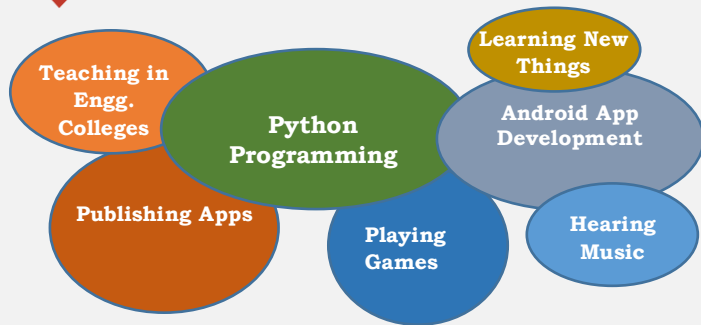 Learning New
Things
Teaching in
Engg.
Colleges
Python
Programming
Android App
Development
Publishing Apps
Playing
Games
Hearing
Music